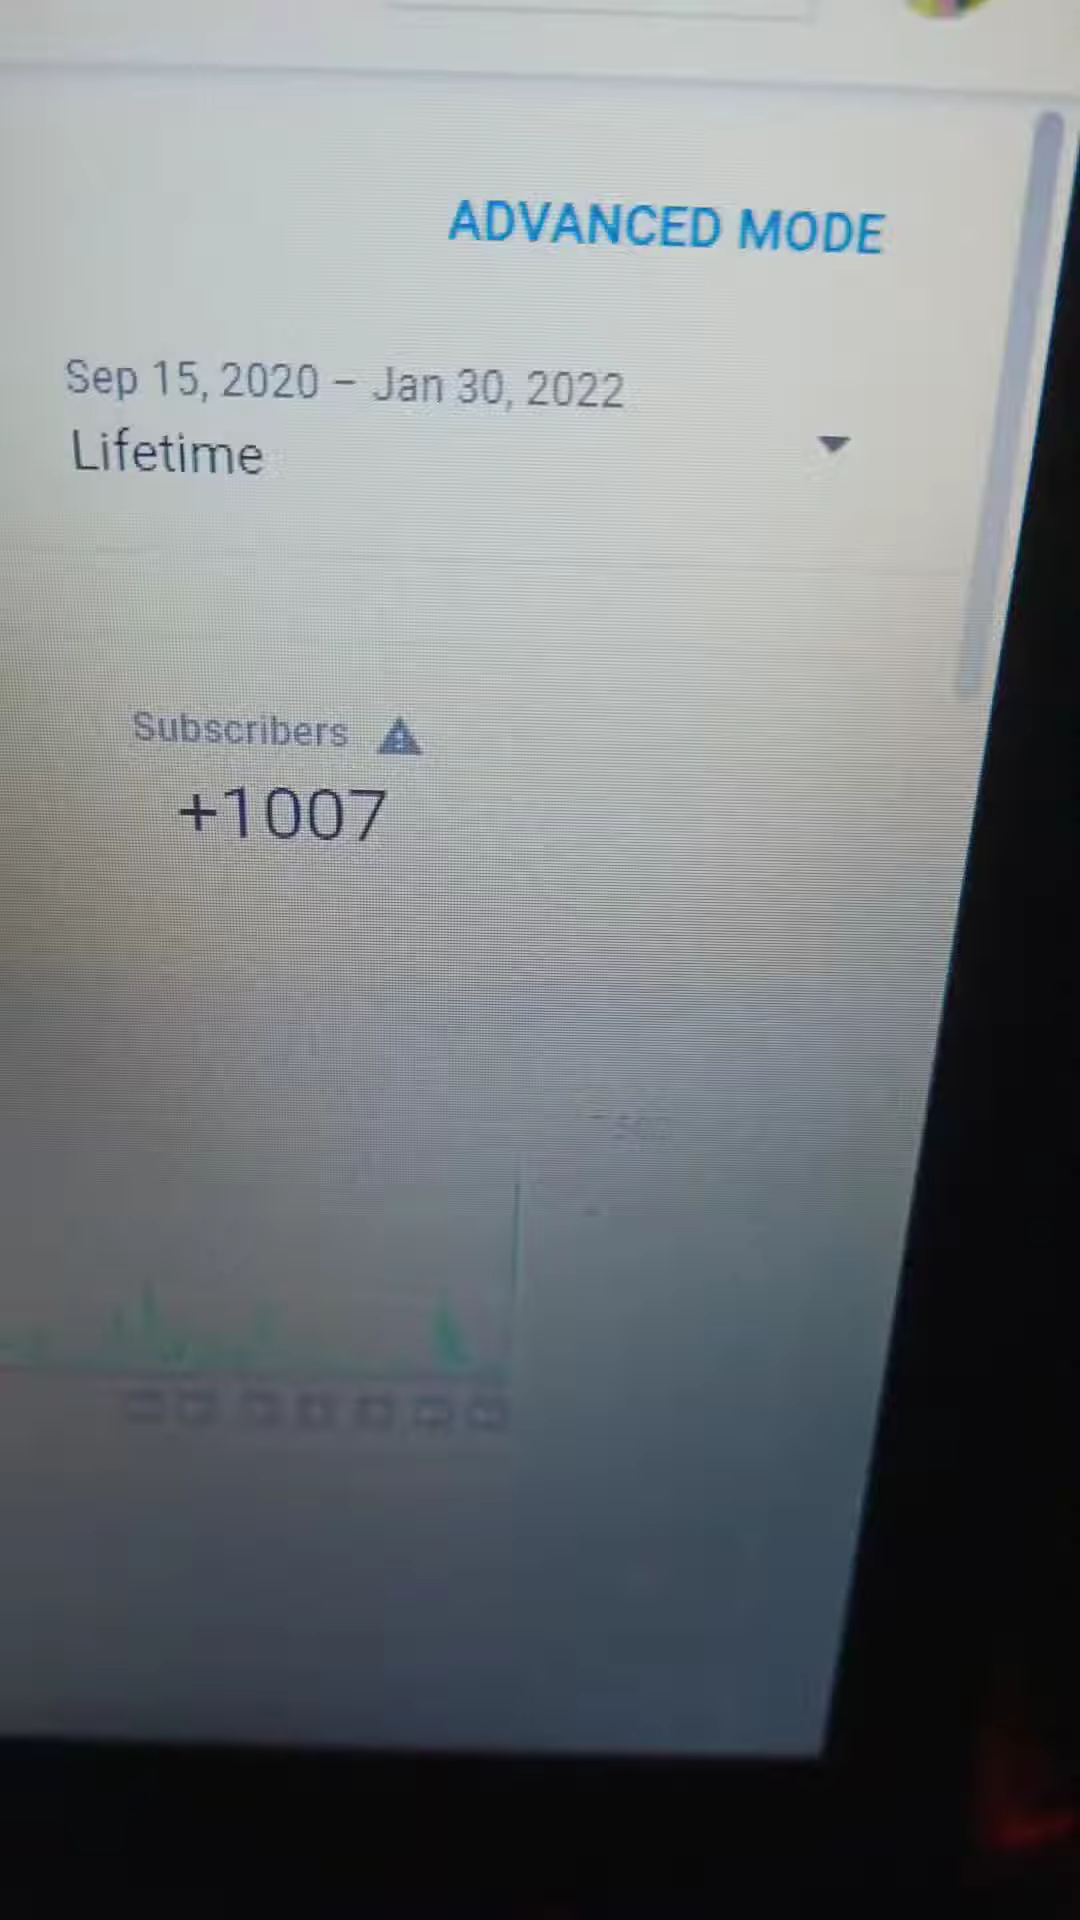 ADVANCED MODE
Sep 15, 2020 – Jan 30, 2022
Lifetime
Subscribers
+1007